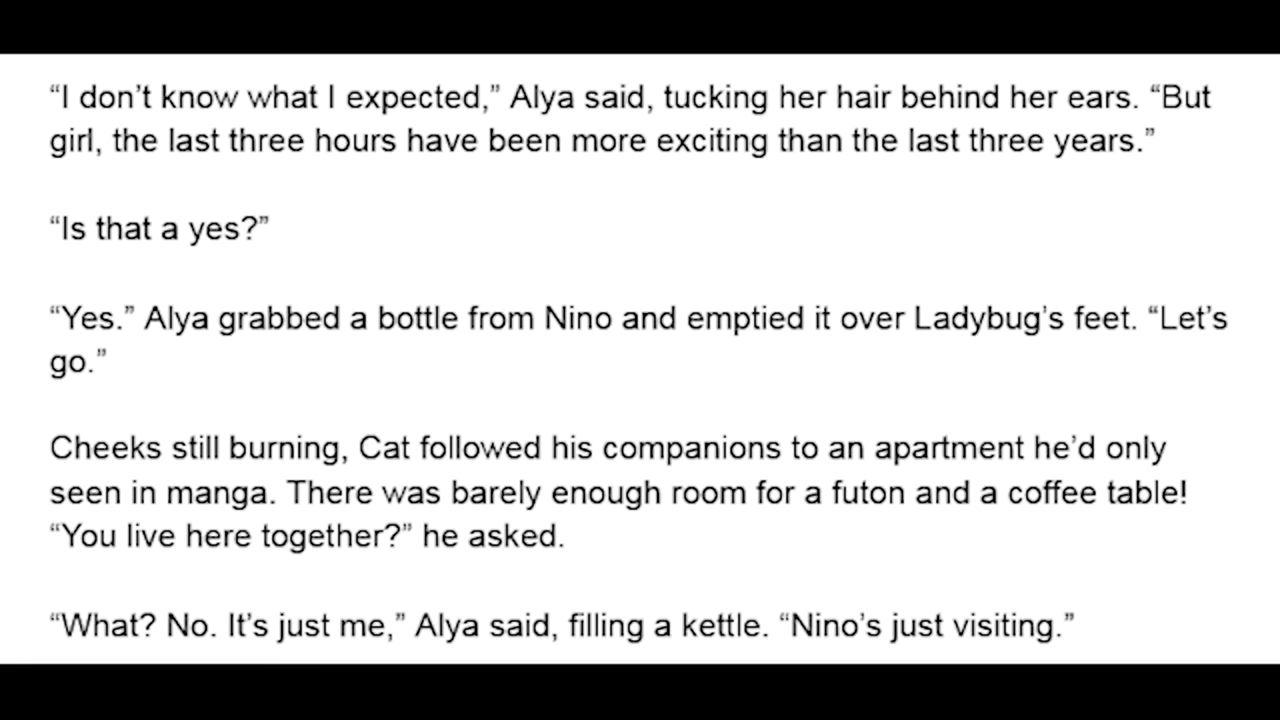 “I don’t know what I expected,” Alya said, tucking her hair behind her ears. “But
girl, the last three hours have been more exciting than the last three years.”
“Is that a yes?”
“Yes.” Alya grabbed a bottle from Nino and emptied it over Ladybug’s feet. “Let’s
go.”
Cheeks still burning, Cat followed his companions to an apartment he’d only
seen in manga. There was barely enough room for a futon and a coffee table!
“You live here together?” he asked.
“What? No. It’s just me,” Alya said, filling a kettle. “Nino’s just visiting.”